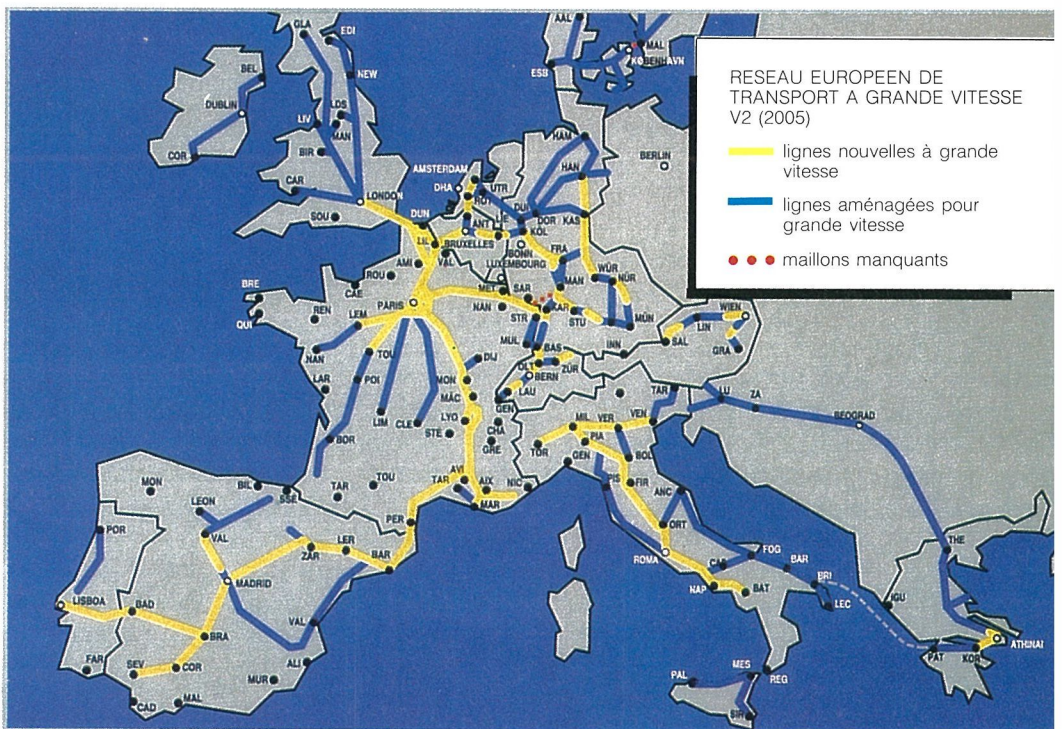 RESEAU EUROPEEN DE
TRANSPORT A GRANDE VITESSE
V2 (2005)
lignes nouvelles à grande
vitesse
lignes aménagées pour
grande vitesse
maillons manquants
GLA
EDI
NEW
BEL
DUBLIN
COR
LDS
LIV
MAN
BIR
CAR
LONDON
SOU
AAL
MAL
KØBENHAVN
ESB
HAM
HAN
BERLIN
AMSTERDAM
DHA
UTR
ROT
DUI
DOR
KAS
DUN
ANT
LIE
KÖL
LIL
BRUXELLES
BONN
AMI
VAL
LUXEMBOURG
FRA
ROU
CAE
MET
SAR
MAN
WÜR
NÜR
BRE
PARIS
NAN
KAR
QUI
REN
LEM
STR
STU
MÜN
WIEN
LIN
NAN
TOU
MUL
BAS
INN
SAL
GRA
DIJ
OLT
ZÜR
BERN
LAR
POI
MON
LAU
MÂC
GEN
TAR
LU
ZA
BEOGRAD
LIM
CLE
LYO
STÉ
CHA
GRE
MIL
VER
VEN
BOR
TOR
PIA
GEN
BOL
AVI
PIS
FIR
ANC
MON
BIL
SSE
TAR
TOU
TAR
AIX
NIC
MAR
LEON
PER
ORT
THE
POR
VAL
ZAR
LER
BAR
ROMA
FOG
BAR
MADRID
NAP
BAT
BRI
IGU
LISBOA
BAD
LEC
BRA
VAL
PAT
KOR
ATHINAI
FAR
SEV
COR
ALI
MUR
PAL
MES
REG
CAD
MAL
SIR